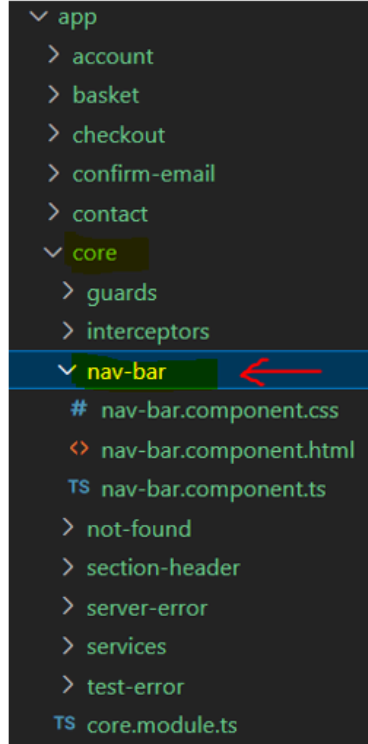 app
account
basket
checkout
confirm-email
contact
core
guards
interceptors
nav-bar
# nav-bar.component.css
<> nav-bar.component.html
TS nav-bar.component.ts
not-found
section-header
server-error
services
test-error
TS core.module.ts